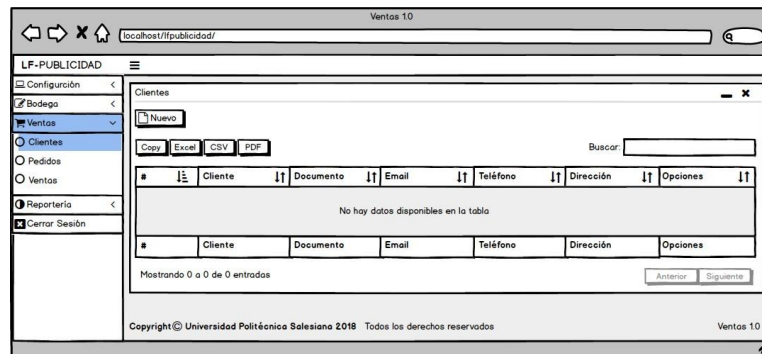 Ventas 1.0
localhost/lfpublicidad/
LF-PUBLICIDAD
Configurción
Bodega
Ventas
Clientes
Pedidos
Ventas
Reportería
Cerrar Sesión
Clientes
Nuevo
Copy Excel CSV PDF
Buscar:
# Cliente Documento Email Teléfono Dirección Opciones
No hay datos disponibles en la tabla
# Cliente Documento Email Teléfono Dirección Opciones
Mostrando 0 a 0 de 0 entradas
Anterior Siguiente
Copyright © Universidad Politécnica Salesiana 2018 Todos los derechos reservados
Ventas 1.0